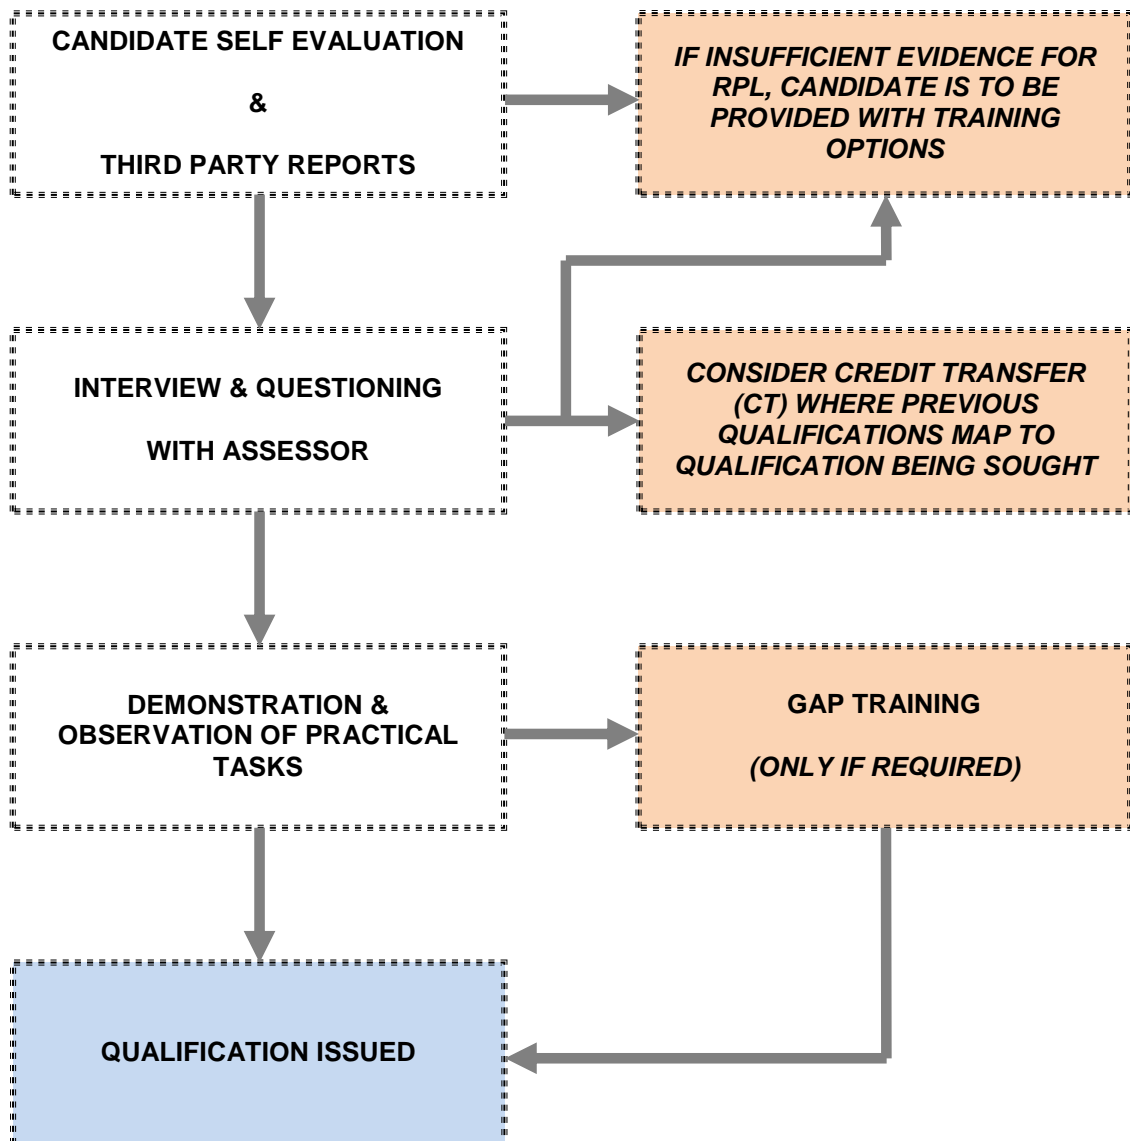 CANDIDATE SELF EVALUATION
&
THIRD PARTY REPORTS
IF INSUFFICIENT EVIDENCE FOR
RPL, CANDIDATE IS TO BE
PROVIDED WITH TRAINING
OPTIONS
INTERVIEW & QUESTIONING
WITH ASSESSOR
CONSIDER CREDIT TRANSFER
(CT) WHERE PREVIOUS
QUALIFICATIONS MAP TO
QUALIFICATION BEING SOUGHT
DEMONSTRATION &
OBSERVATION OF PRACTICAL
TASKS
GAP TRAINING
(ONLY IF REQUIRED)
QUALIFICATION ISSUED